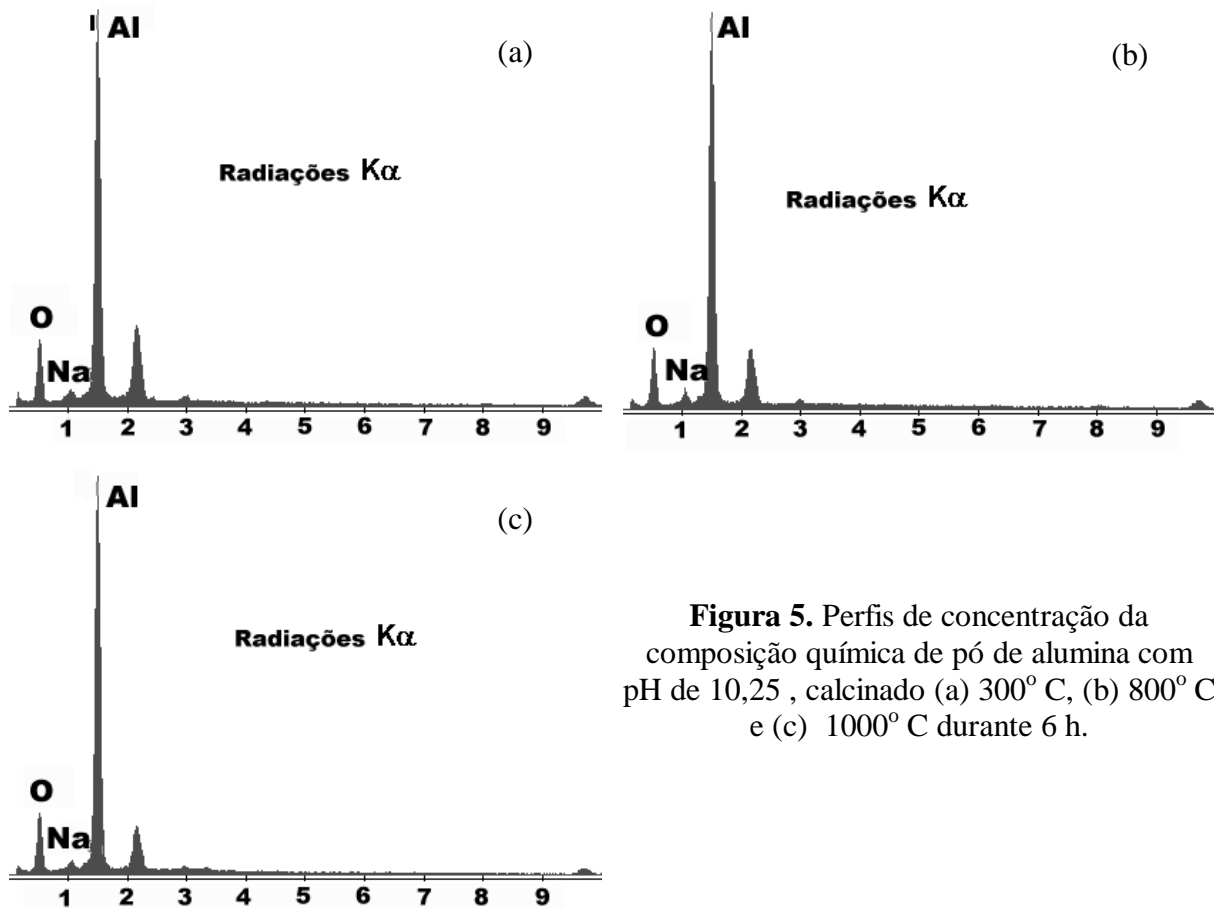 Al
(a)
Radiações Kα
O
Na
1 2 3 4 5 6 7 8 9
Al
(b)
Radiações Kα
O
Na
1 2 3 4 5 6 7 8 9
Al
(c)
Radiações Kα
O
Na
1 2 3 4 5 6 7 8 9
Figura 5. Perfis de concentração da
composição química de pó de alumina com
pH de 10,25 , calcinado (a) 300º C, (b) 800º C
e (c) 1000º C durante 6 h.